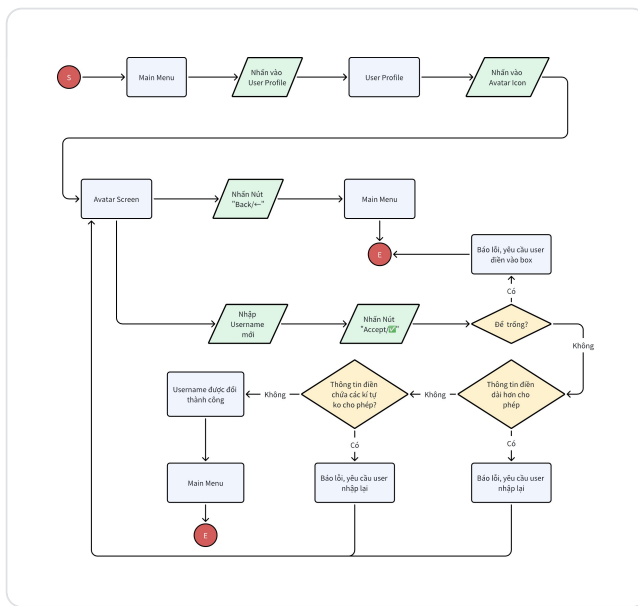 S
Main Menu
Nhấn vào
User Profile
User Profile
Nhấn vào
Avatar Icon
Avatar Screen
Nhấn Nút
"Back/←"
Main Menu
E
Báo lỗi, yêu cầu user
điền vào box
Có
Nhập
Username
mới
Nhấn Nút
"Accept/✅"
Để trống?
Không
Username được đổi
thành công
Không
Thông tin điền
chứa các kí tự
ko cho phép?
Không
Thông tin điền
dài hơn cho
phép
Có
Có
Main Menu
Báo lỗi, yêu cầu user
nhập lại
Báo lỗi, yêu cầu user
nhập lại
E